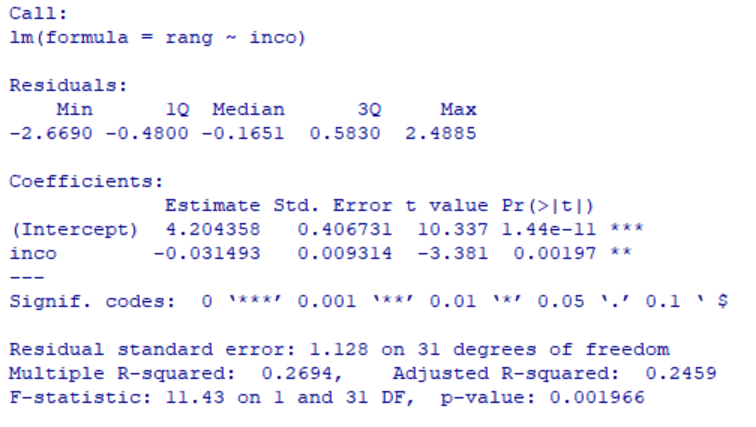 Call:
lm(formula = rang ~ inco)
Residuals:
Min 1Q Median 3Q Max
-2.6690 -0.4800 -0.1651 0.5830 2.4885
Coefficients:
Estimate Std. Error t value Pr(>|t|)
(Intercept) 4.204358 0.406731 10.337 1.44e-11 ***
inco -0.031493 0.009314 -3.381 0.00197 **
---
Signif. codes: 0 ‘***’ 0.001 ‘**’ 0.01 ‘*’ 0.05 ‘.’ 0.1 ‘ $
Residual standard error: 1.128 on 31 degrees of freedom
Multiple R-squared: 0.2694, Adjusted R-squared: 0.2459
F-statistic: 11.43 on 1 and 31 DF, p-value: 0.001966